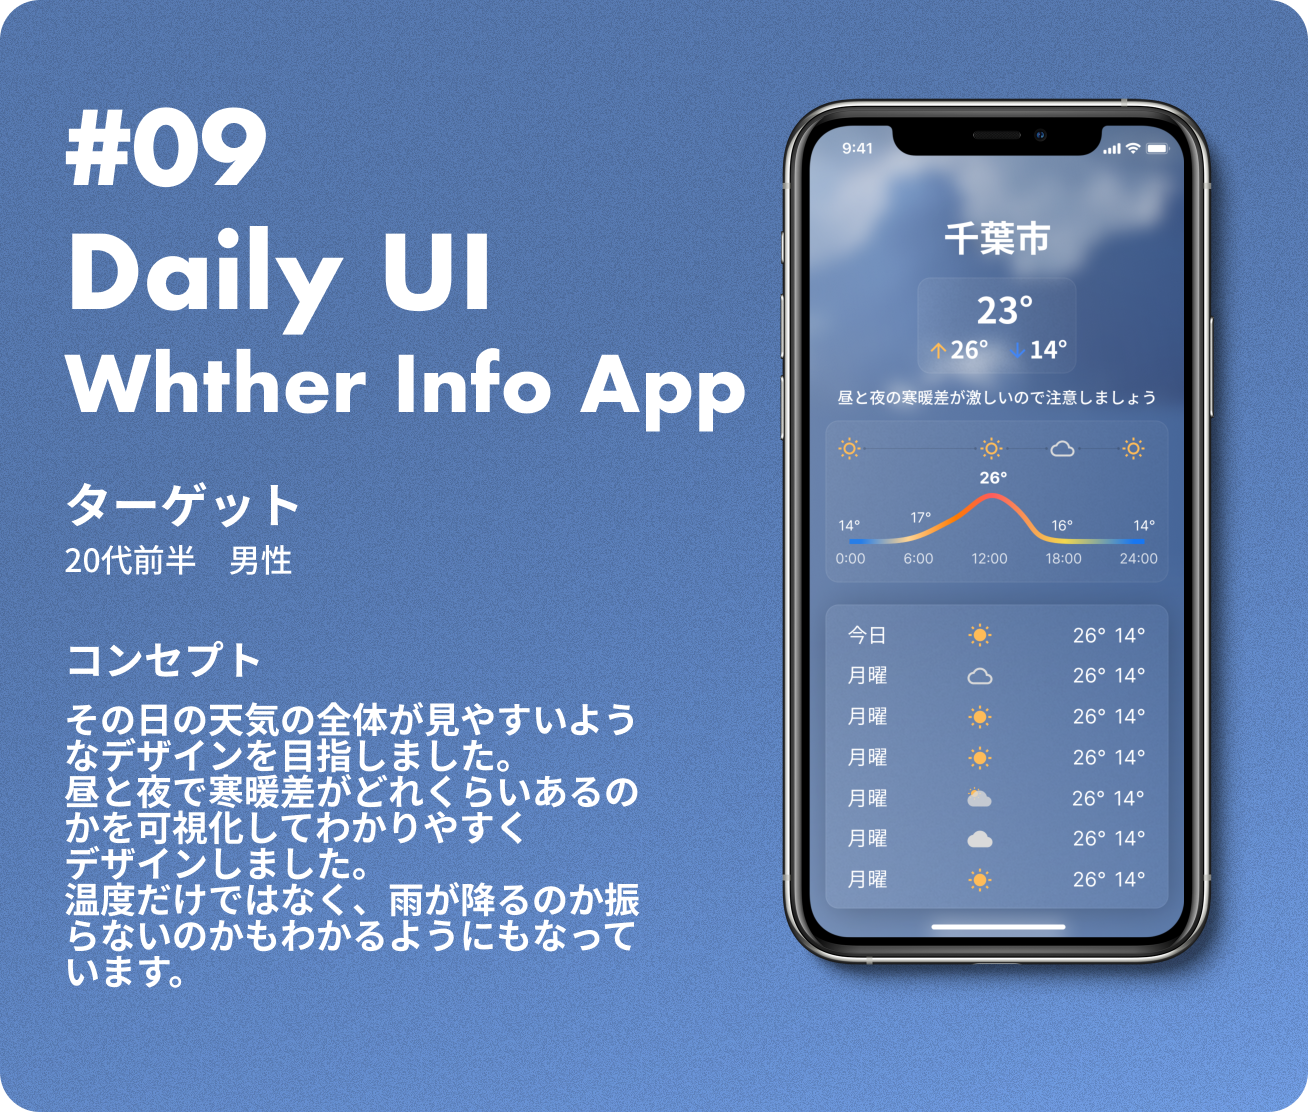 #09
Daily UI
Whther Info App
ターゲット
20代前半　男性
コンセプト
その日の天気の全体が見やすいよう
なデザインを目指しました。
昼と夜で寒暖差がどれくらいあるの
かを可視化してわかりやすく
デザインしました。
温度だけではなく、雨が降るのか振
らないのかもわかるようにもなって
います。
9:41
千葉市
23°
↑26° ↓14°
昼と夜の寒暖差が激しいので注意しましょう
26°
14° 17° 16° 14°
0:00 6:00 12:00 18:00 24:00
今日 26° 14°
月曜 26° 14°
月曜 26° 14°
月曜 26° 14°
月曜 26° 14°
月曜 26° 14°
月曜 26° 14°